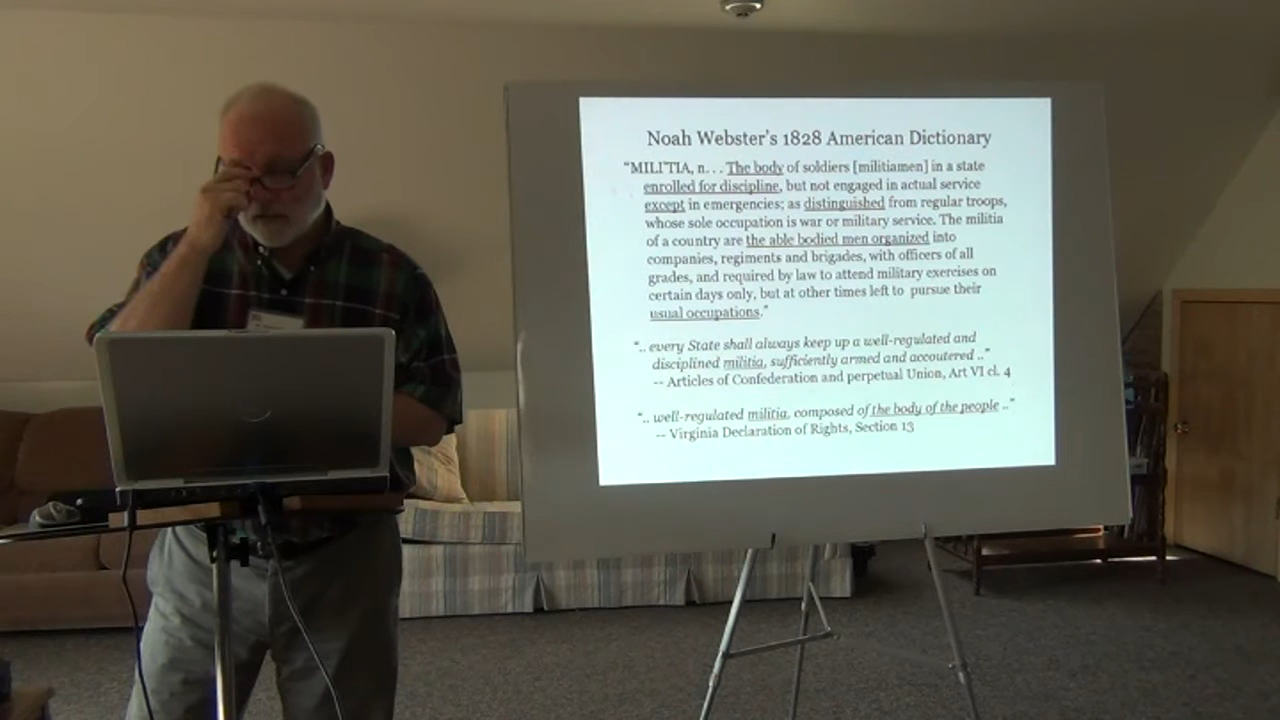 Noah Webster's 1828 American Dictionary
“MILI'TIA, n. . . The body of soldiers [militiamen] in a state
enrolled for discipline, but not engaged in actual service
except in emergencies; as distinguished from regular troops,
whose sole occupation is war or military service. The militia
of a country are the able bodied men organized into
companies, regiments and brigades, with officers of all
grades, and required by law to attend military exercises on
certain days only, but at other times left to pursue their
usual occupations.”
“.. every State shall always keep up a well-regulated and
disciplined militia, sufficiently armed and accoutered ..”
-- Articles of Confederation and perpetual Union, Art VI cl. 4
“.. well-regulated militia, composed of the body of the people ..”
-- Virginia Declaration of Rights, Section 13